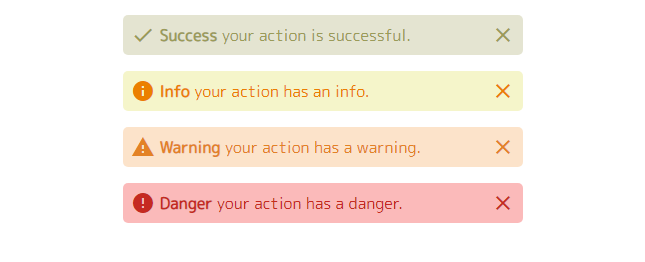 Success your action is successful.
Info your action has an info.
Warning your action has a warning.
Danger your action has a danger.